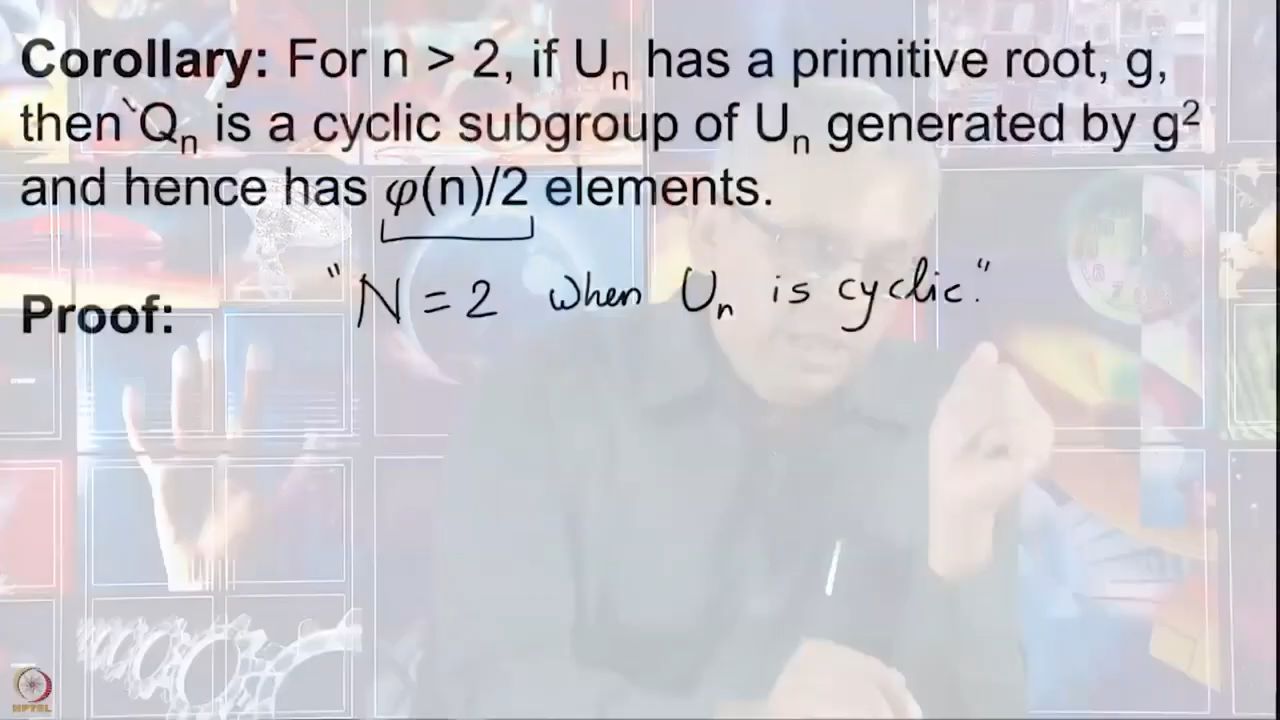 Corollary: For n > 2, if Uₙ has a primitive root, g,
then`Qₙ is a cyclic subgroup of Uₙ generated by g²
and hence has φ(n)/2 elements.
"N = 2 when Uₙ is cyclic."
Proof:
NPTEL